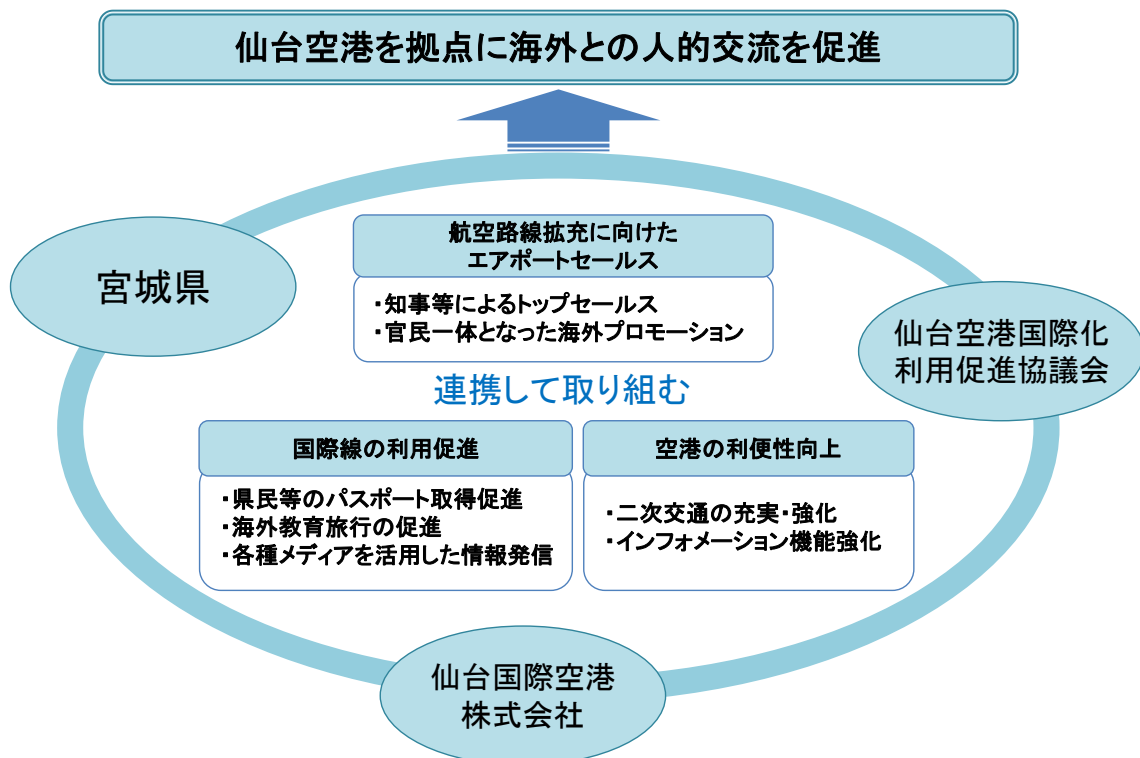 仙台空港を拠点に海外との人的交流を促進
宮城県
航空路線拡充に向けた
エアポートセールス
・知事等によるトップセールス
・官民一体となった海外プロモーション
仙台空港国際化
利用促進協議会
連携して取り組む
国際線の利用促進
・県民等のパスポート取得促進
・海外教育旅行の促進
・各種メディアを活用した情報発信
空港の利便性向上
・二次交通の充実・強化
・インフォメーション機能強化
仙台国際空港
株式会社